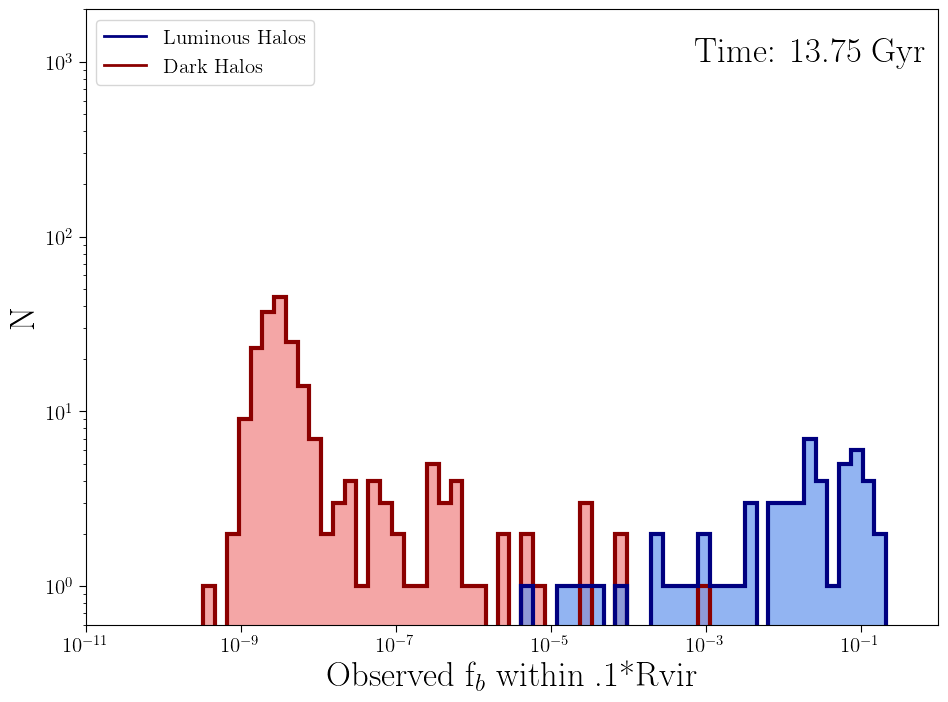 Luminous Halos
Dark Halos
Time: 13.75 Gyr
N
10³
10²
10¹
10⁰
10⁻¹¹ 10⁻⁹ 10⁻⁷ 10⁻⁵ 10⁻³ 10⁻¹
Observed f_b within .1*Rvir